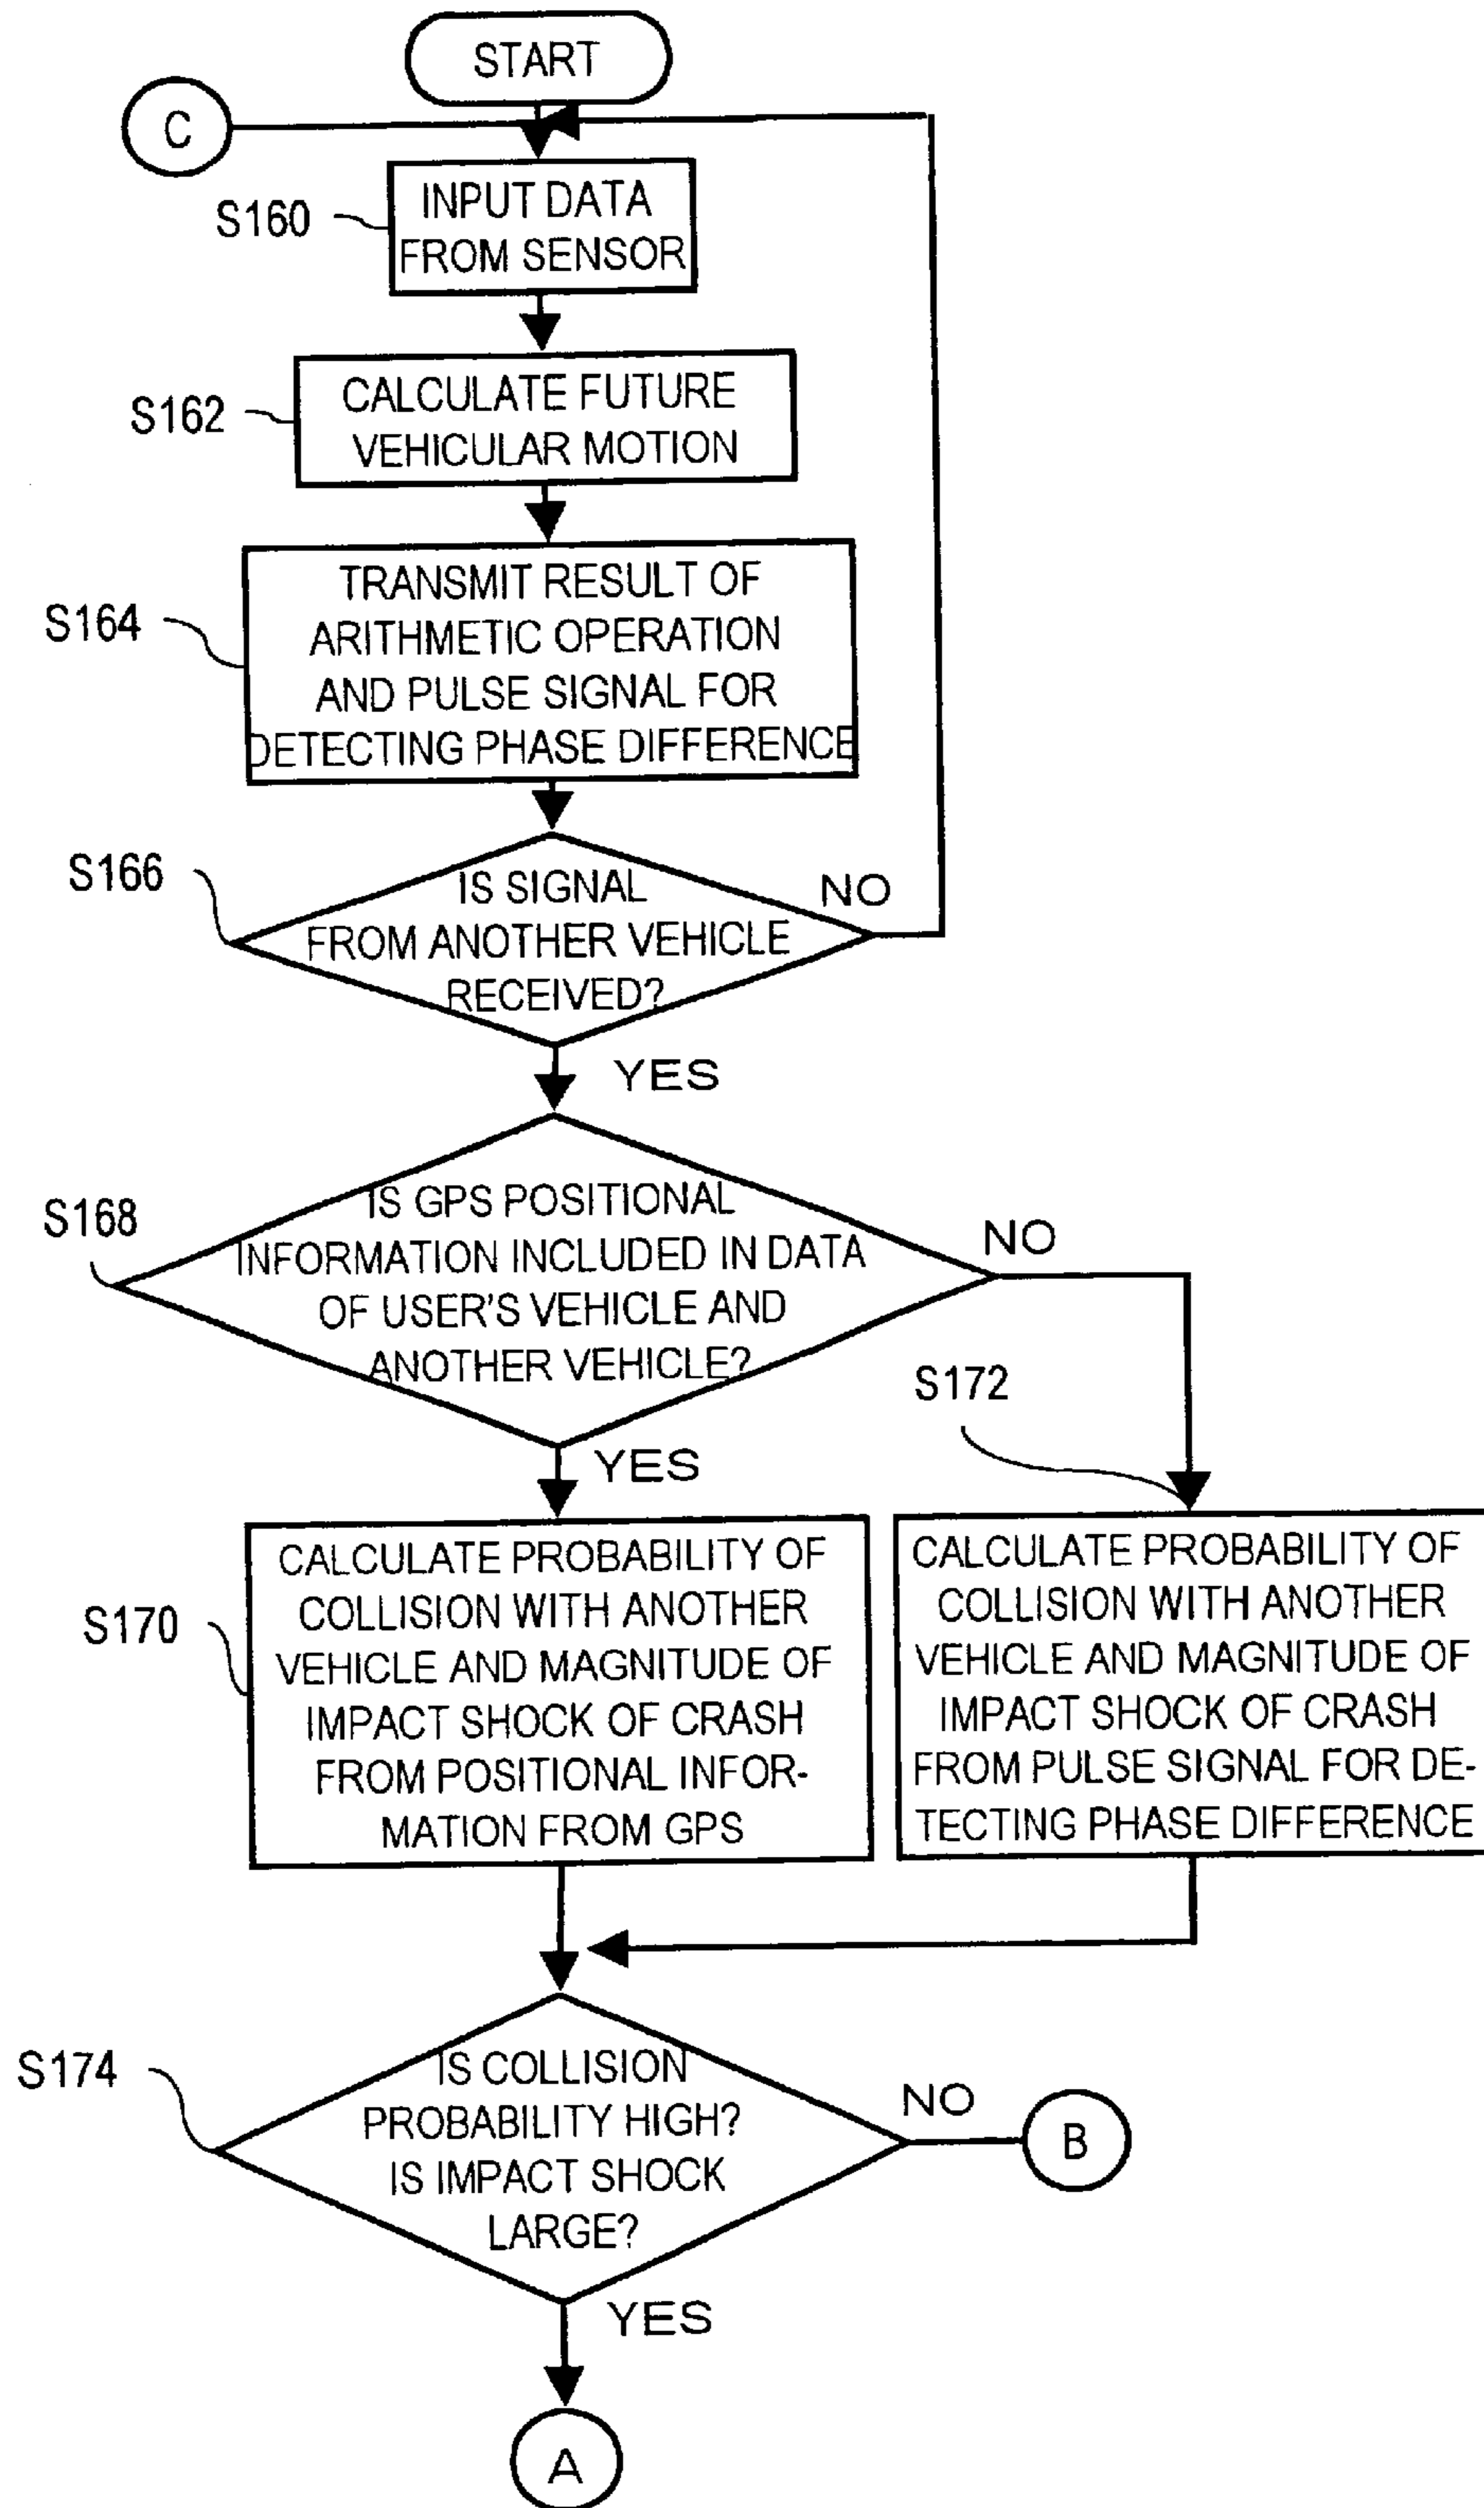 START
C
S160
INPUT DATA
FROM SENSOR
S162
CALCULATE FUTURE
VEHICULAR MOTION
S164
TRANSMIT RESULT OF
ARITHMETIC OPERATION
AND PULSE SIGNAL FOR
DETECTING PHASE DIFFERENCE
S166
IS SIGNAL
FROM ANOTHER VEHICLE
RECEIVED?
NO
YES
S168
IS GPS POSITIONAL
INFORMATION INCLUDED IN DATA
OF USER'S VEHICLE AND
ANOTHER VEHICLE?
NO
YES
S170
CALCULATE PROBABILITY OF
COLLISION WITH ANOTHER
VEHICLE AND MAGNITUDE OF
IMPACT SHOCK OF CRASH
FROM POSITIONAL INFOR-
MATION FROM GPS
S172
CALCULATE PROBABILITY OF
COLLISION WITH ANOTHER
VEHICLE AND MAGNITUDE OF
IMPACT SHOCK OF CRASH
FROM PULSE SIGNAL FOR DE-
TECTING PHASE DIFFERENCE
S174
IS COLLISION
PROBABILITY HIGH?
IS IMPACT SHOCK
LARGE?
NO
B
YES
A